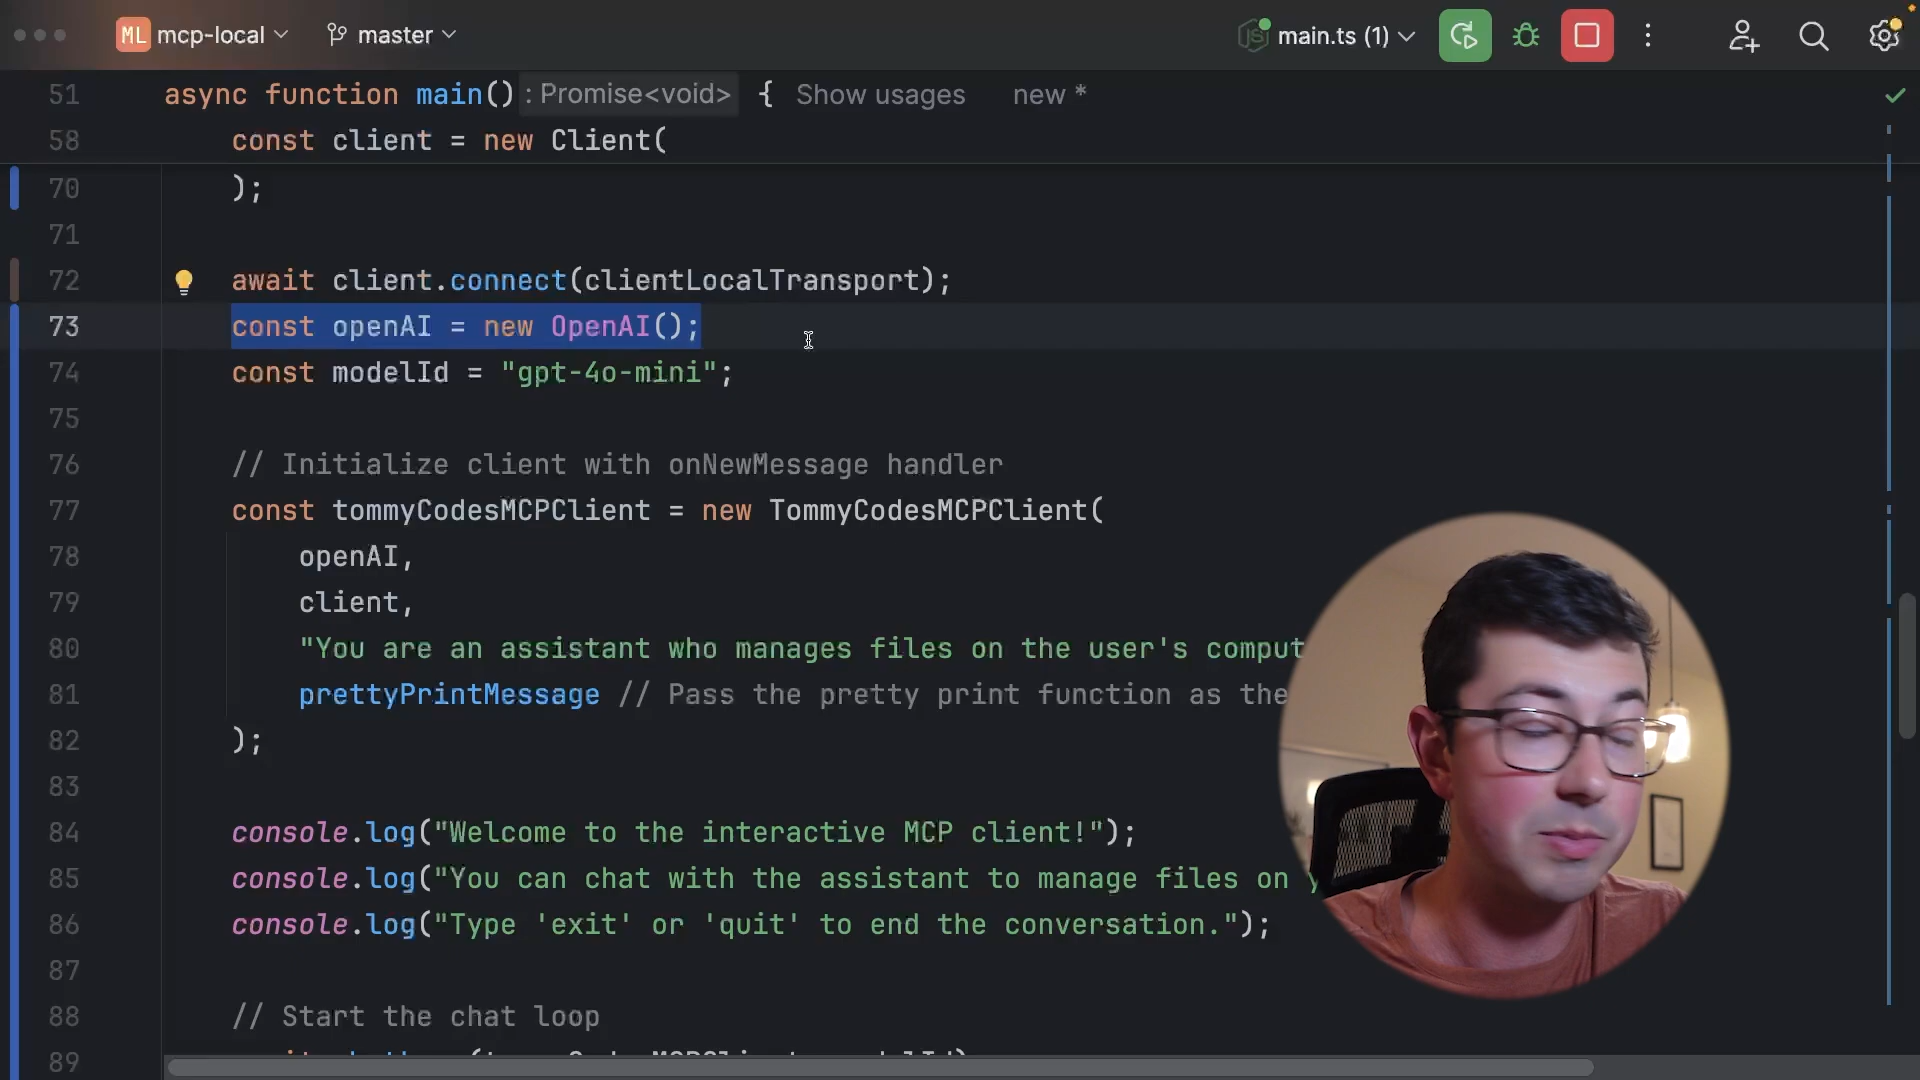 ML mcp-local master main.ts (1)
51 async function main() : Promise<void> { Show usages new *
58 const client = new Client(
70 );
71
72 await client.connect(clientLocalTransport);
73 const openAI = new OpenAI();
74 const modelId = "gpt-4o-mini";
75
76 // Initialize client with onNewMessage handler
77 const tommyCodesMCPClient = new TommyCodesMCPClient(
78 openAI,
79 client,
80 "You are an assistant who manages files on the user's comput
81 prettyPrintMessage // Pass the pretty print function as the
82 );
83
84 console.log("Welcome to the interactive MCP client!");
85 console.log("You can chat with the assistant to manage files on
86 console.log("Type 'exit' or 'quit' to end the conversation.");
87
88 // Start the chat loop
89